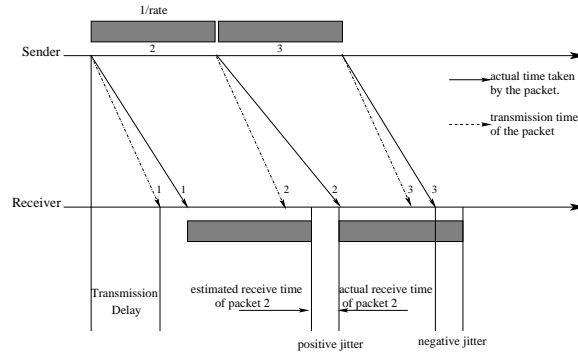 1/rate
2
3
Sender
actual time taken
by the packet.
transmission time
of the packet
1
1
2
2
3
3
Receiver
Transmission
Delay
estimated receive time
of packet 2
actual receive time
of packet 2
positive jitter
negative jitter